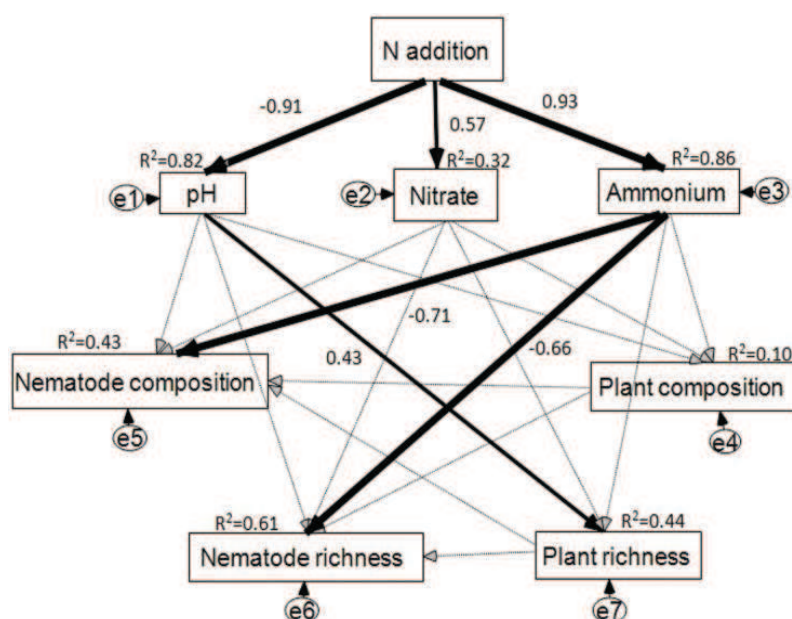 N addition
-0.91
0.57
0.93
R²=0.82
R²=0.32
R²=0.86
e1
pH
e2
Nitrate
Ammonium
e3
R²=0.43
-0.71
0.43
-0.66
R²=0.10
Nematode composition
Plant composition
e5
e4
R²=0.61
R²=0.44
Nematode richness
Plant richness
e6
e7